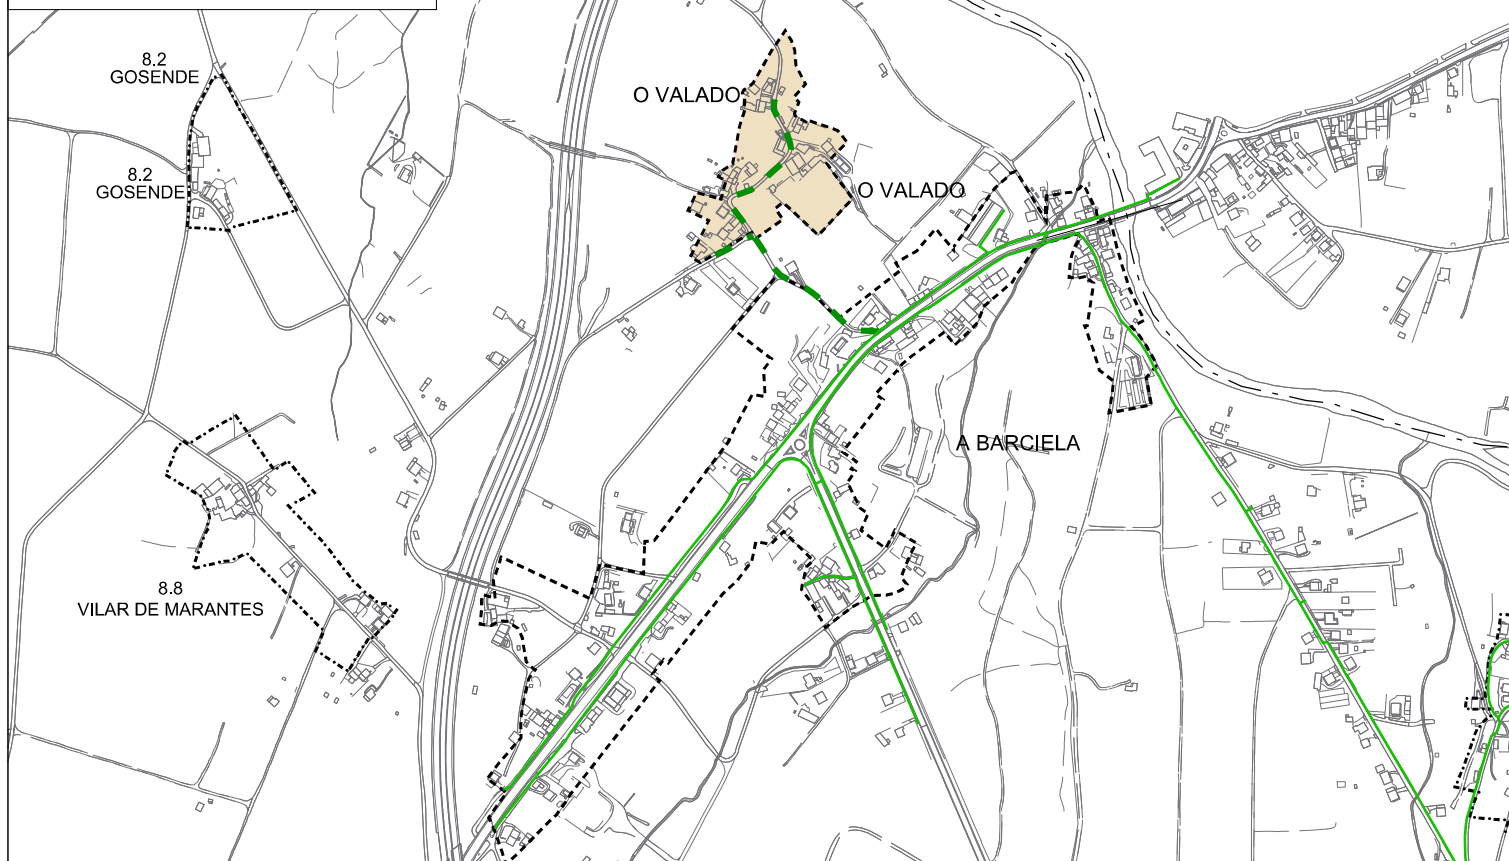 8.2
GOSENDE
O VALADO
8.2
GOSENDE
O VALADO
A BARCIELA
8.8
VILAR DE MARANTES